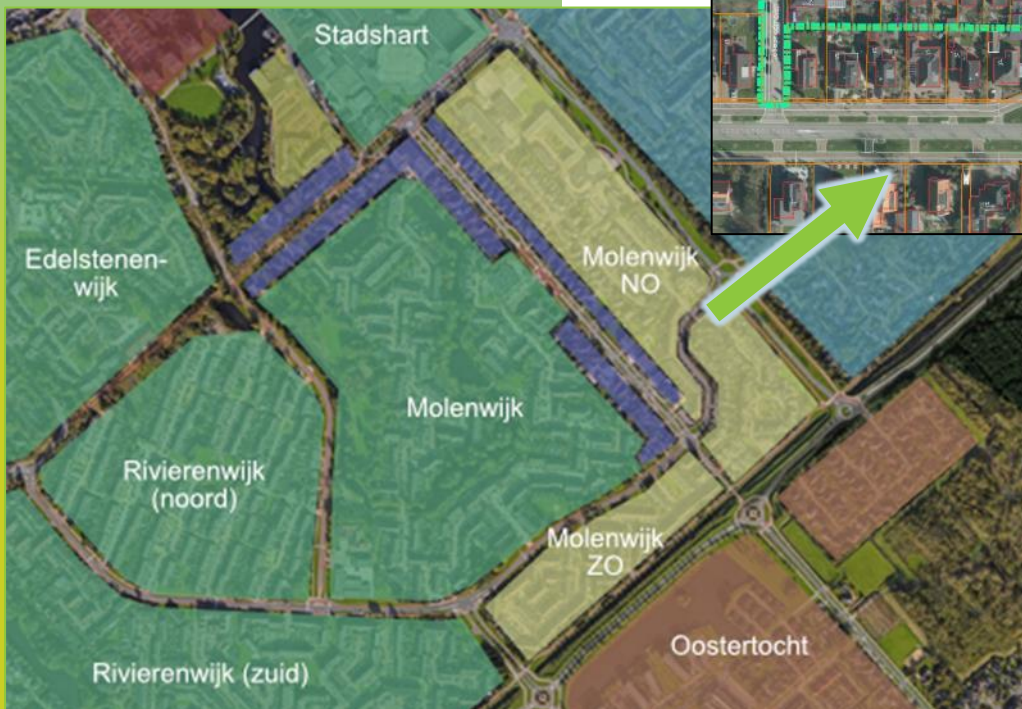 Stadshart
Edelstenen-
wijk
Molenwijk
NO
Molenwijk
Rivierenwijk
(noord)
Molenwijk
ZO
Oostertocht
Rivierenwijk (zuid)